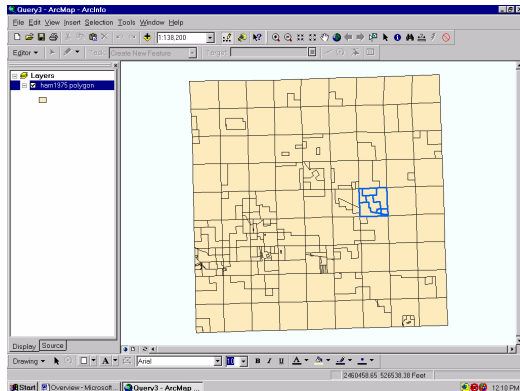 Query3 - ArcMap - ArcInfo
File Edit View Insert Selection Tools Window Help
1:138,200
Editor Task: Create New Feature Target:
Layers
ham1975 polygon
Display Source
Drawing Arial 10 B I U A
2460458.65 526538.38 Feet
Start Overview - Microsoft ... Query3 - ArcMap ... 12:18 PM